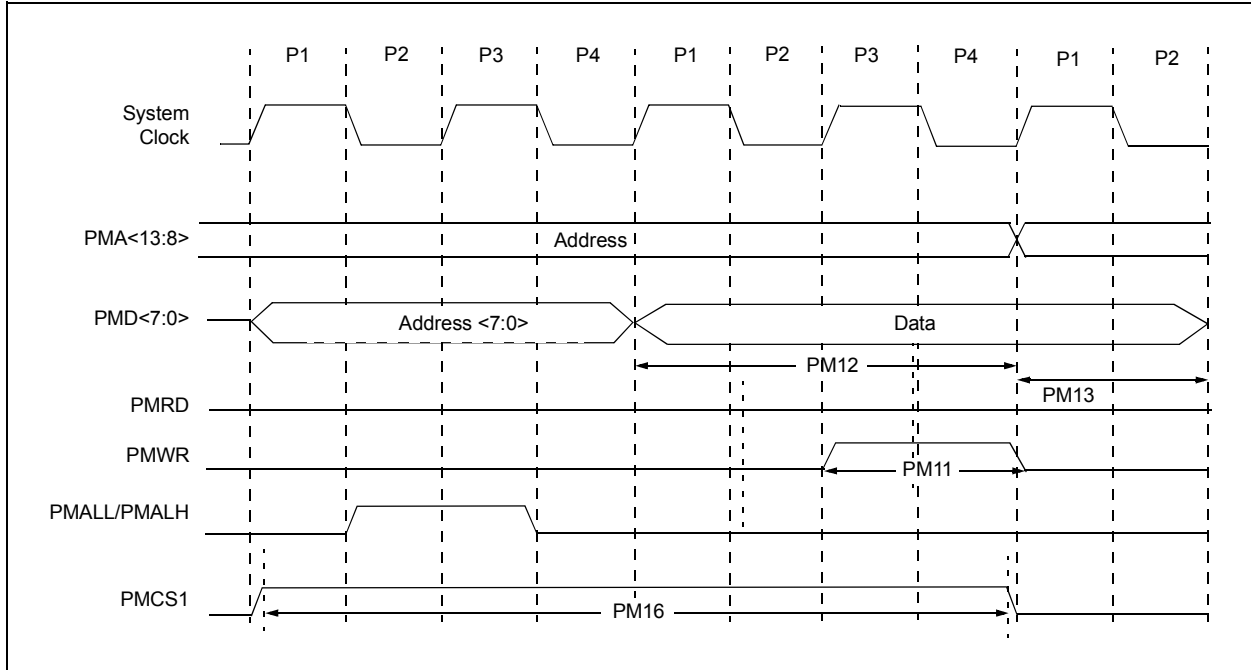 P1 P2 P3 P4 P1 P2 P3 P4 P1 P2
System
Clock
PMA<13:8>
Address
PMD<7:0>
Address <7:0>
Data
PM12
PM13
PMRD
PMWR
PM11
PMALL/PMALH
PMCS1
PM16